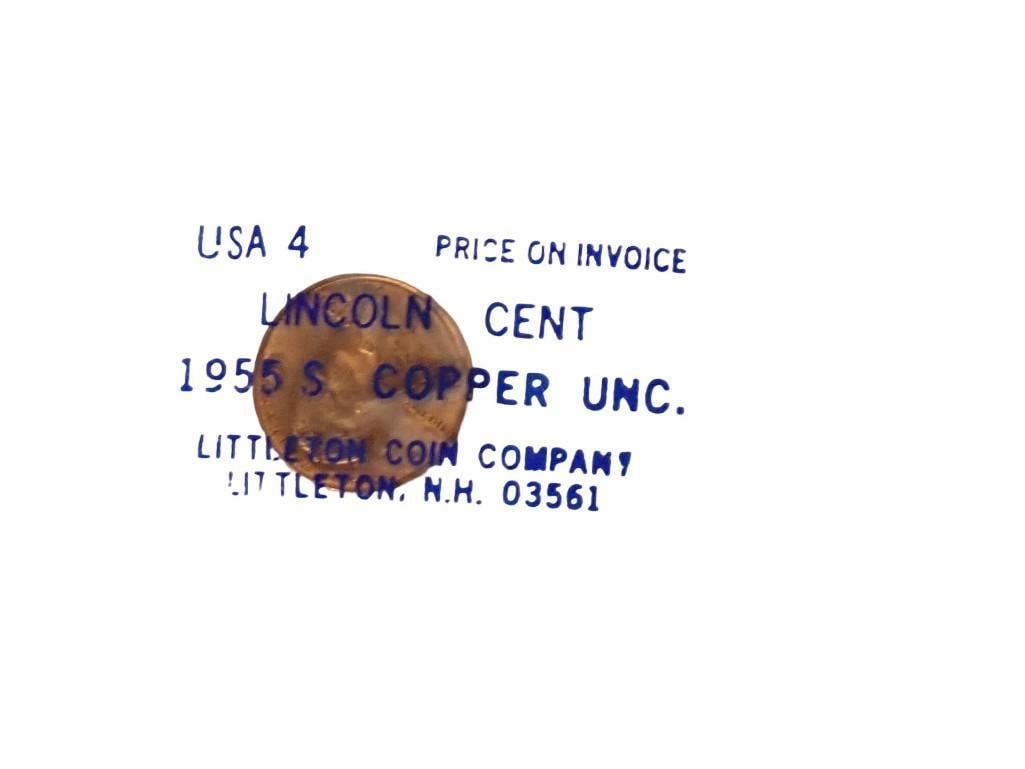 USA 4 PRICE ON INVOICE
LINCOLN CENT
1955 S COPPER UNC.
LITTLETON COIN COMPANY
LITTLETON, N.H. 03561